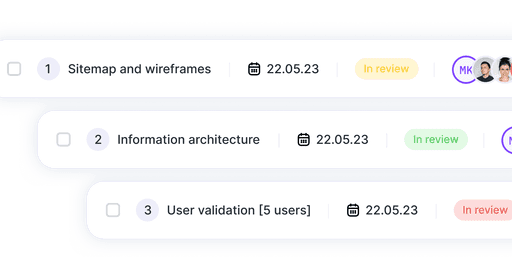 1 Sitemap and wireframes 22.05.23 In review MK
2 Information architecture 22.05.23 In review
3 User validation [5 users] 22.05.23 In review